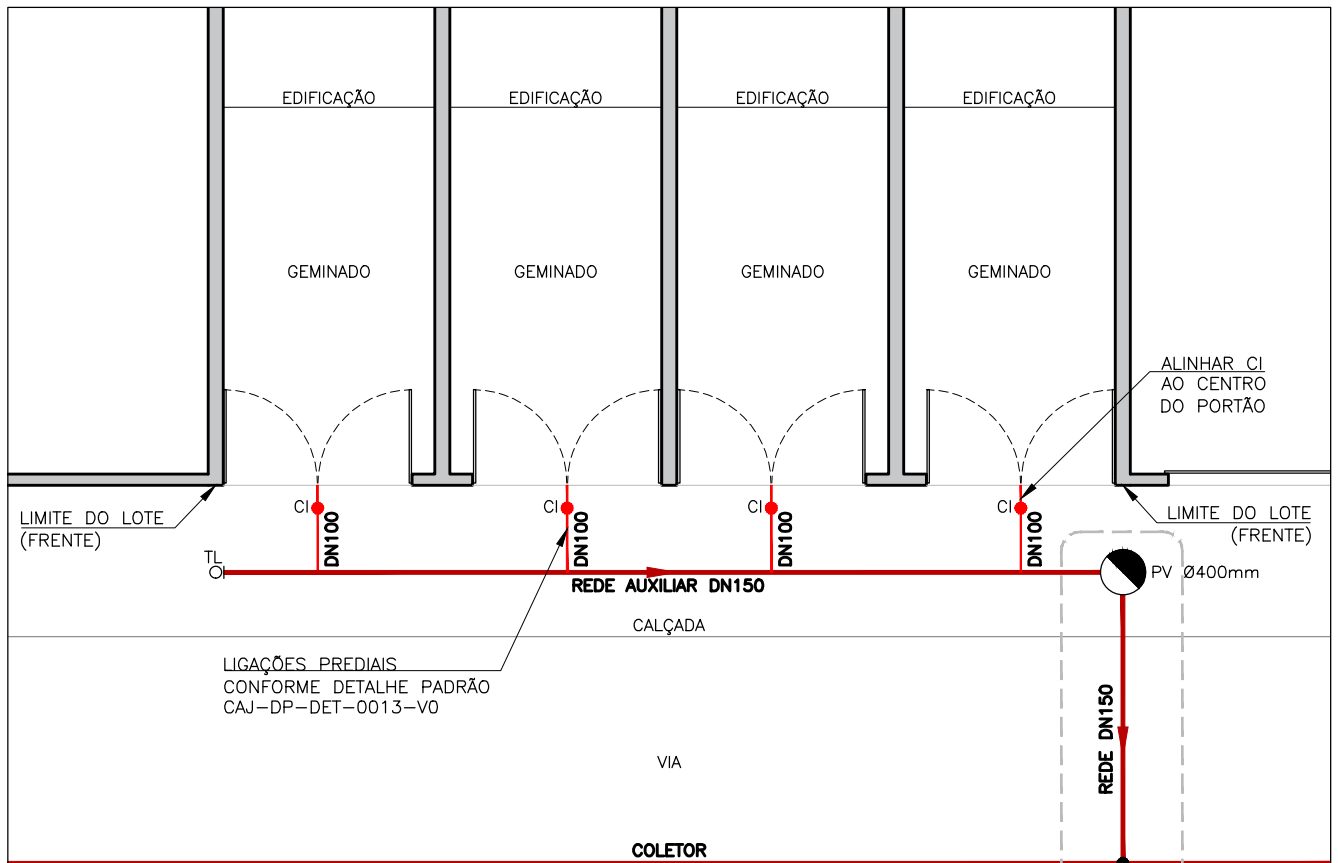 EDIFICAÇÃO
EDIFICAÇÃO
EDIFICAÇÃO
EDIFICAÇÃO
GEMINADO
GEMINADO
GEMINADO
GEMINADO
ALINHAR CI
AO CENTRO
DO PORTÃO
CI
CI
CI
CI
LIMITE DO LOTE
(FRENTE)
LIMITE DO LOTE
(FRENTE)
DN100
DN100
DN100
DN100
TL
PV Ø400mm
REDE AUXILIAR DN150
CALÇADA
LIGAÇÕES PREDIAIS
CONFORME DETALHE PADRÃO
CAJ-DP-DET-0013-V0
REDE DN150
VIA
COLETOR